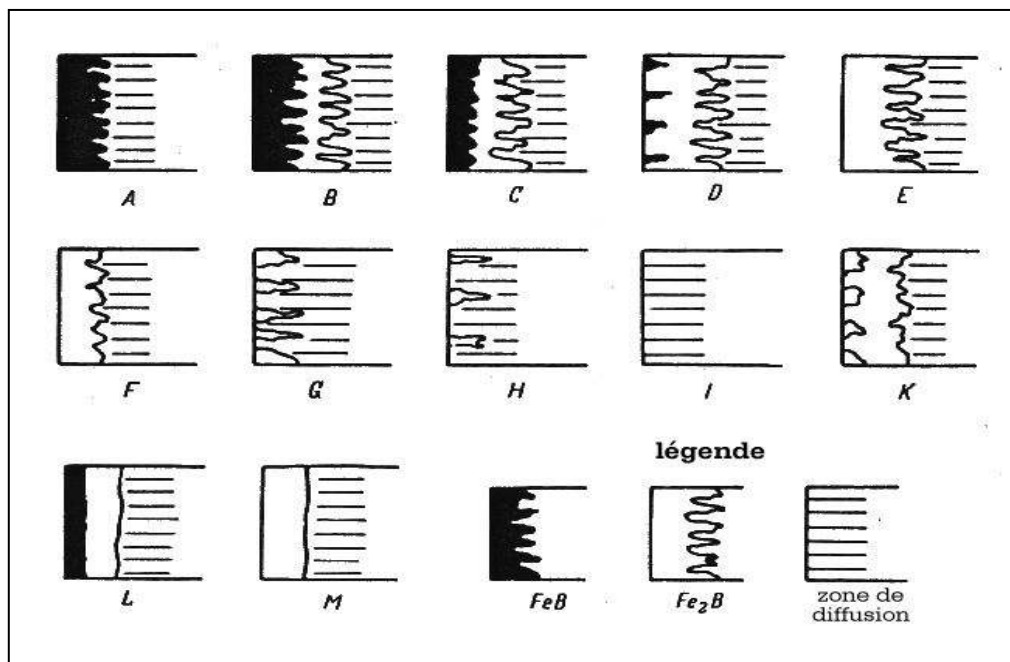 A B C D E
F G H I K
légende
L M FeB Fe₂B zone de
diffusion